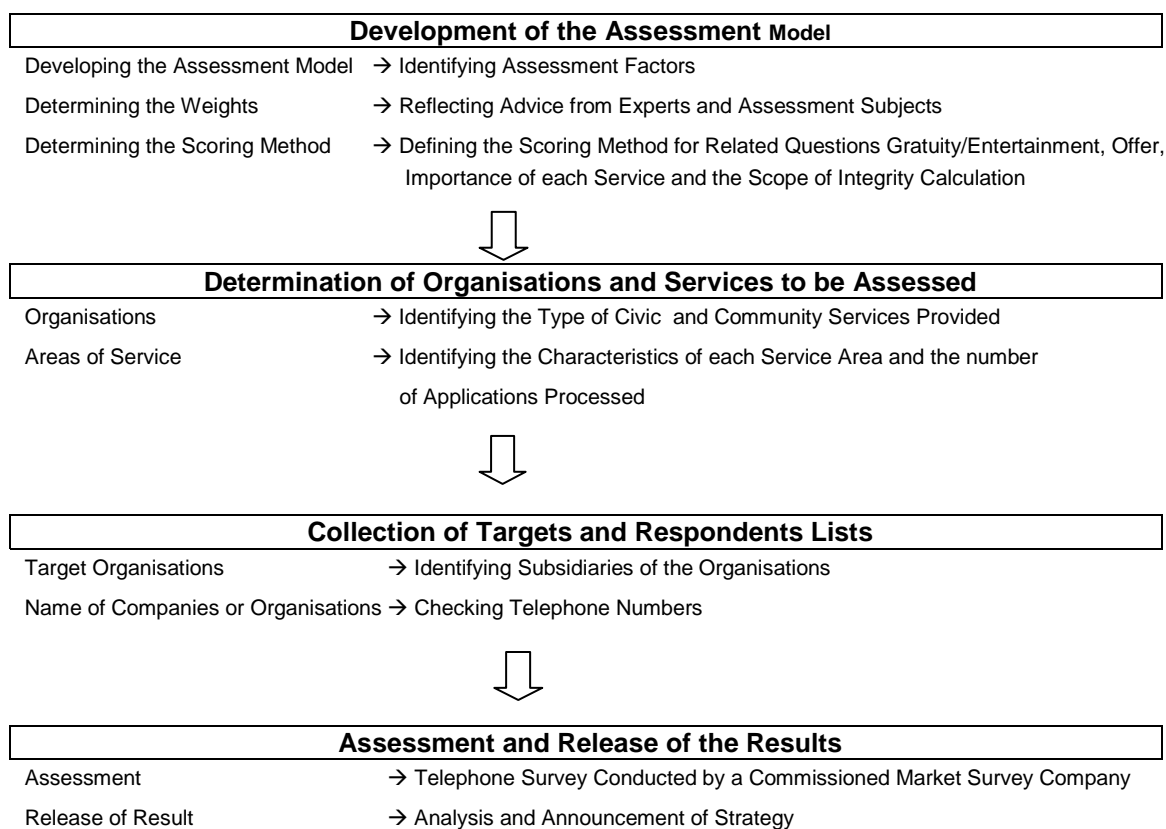 Development of the Assessment Model
Developing the Assessment Model → Identifying Assessment Factors
Determining the Weights → Reflecting Advice from Experts and Assessment Subjects
Determining the Scoring Method → Defining the Scoring Method for Related Questions Gratuity/Entertainment, Offer,
Importance of each Service and the Scope of Integrity Calculation
Determination of Organisations and Services to be Assessed
Organisations → Identifying the Type of Civic and Community Services Provided
Areas of Service → Identifying the Characteristics of each Service Area and the number
of Applications Processed
Collection of Targets and Respondents Lists
Target Organisations → Identifying Subsidiaries of the Organisations
Name of Companies or Organisations → Checking Telephone Numbers
Assessment and Release of the Results
Assessment → Telephone Survey Conducted by a Commissioned Market Survey Company
Release of Result → Analysis and Announcement of Strategy